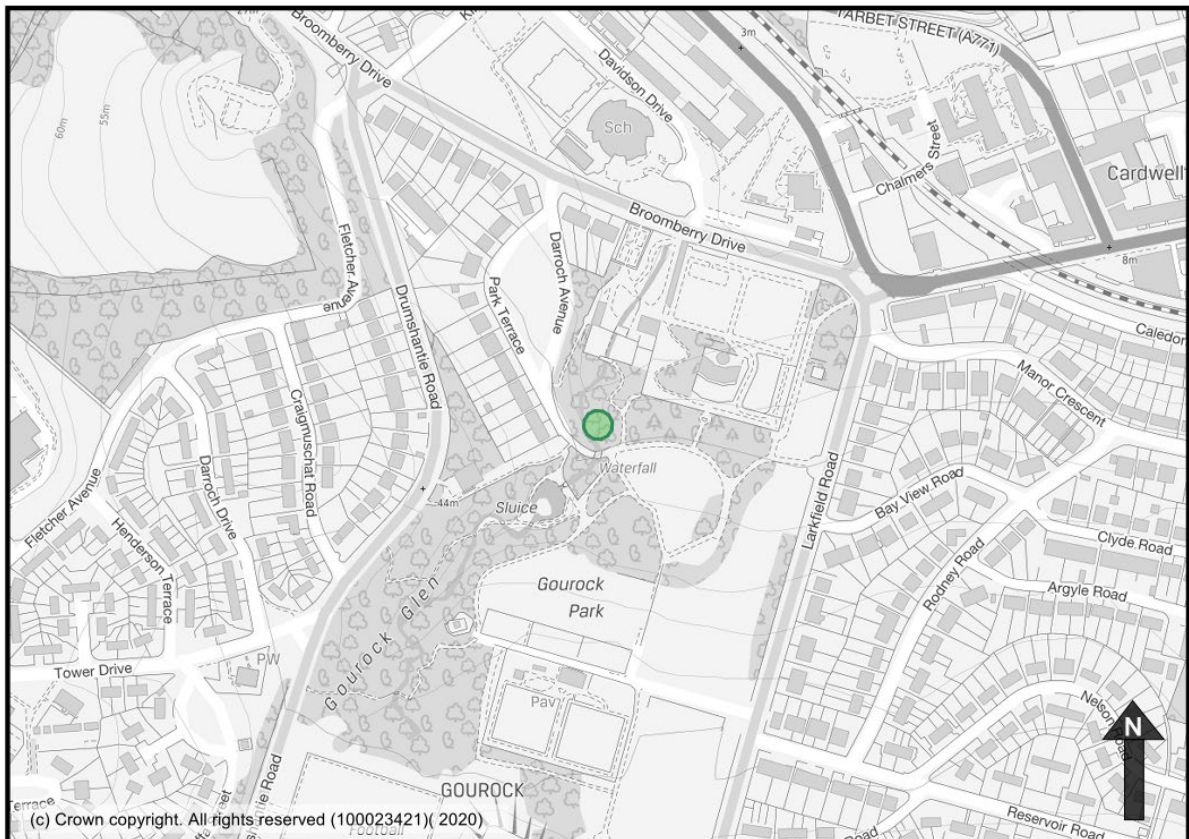 TARBET STREET (A771)
3m
Broomberry Drive
Davidson Drive
Sch
60m
55m
Chalmers Street
Cardwell
8m
Broomberry Drive
Fletcher Avenue
Darroch Avenue
Park Terrace
Drumshantie Road
Caledon
Manor Crescent
Craigmuschat Road
Darroch Drive
Fletcher Avenue
Henderson Terrace
44m
Sluice
Waterfall
Larkfield Road
Bay View Road
Clyde Road
Rodney Road
Argyle Road
Gourock
Park
Gourock Glen
PW
Tower Drive
Pav
Nelson Road
N
GOUROCK
Terrace
Reservoir Road
Football
(c) Crown copyright. All rights reserved (100023421)( 2020)